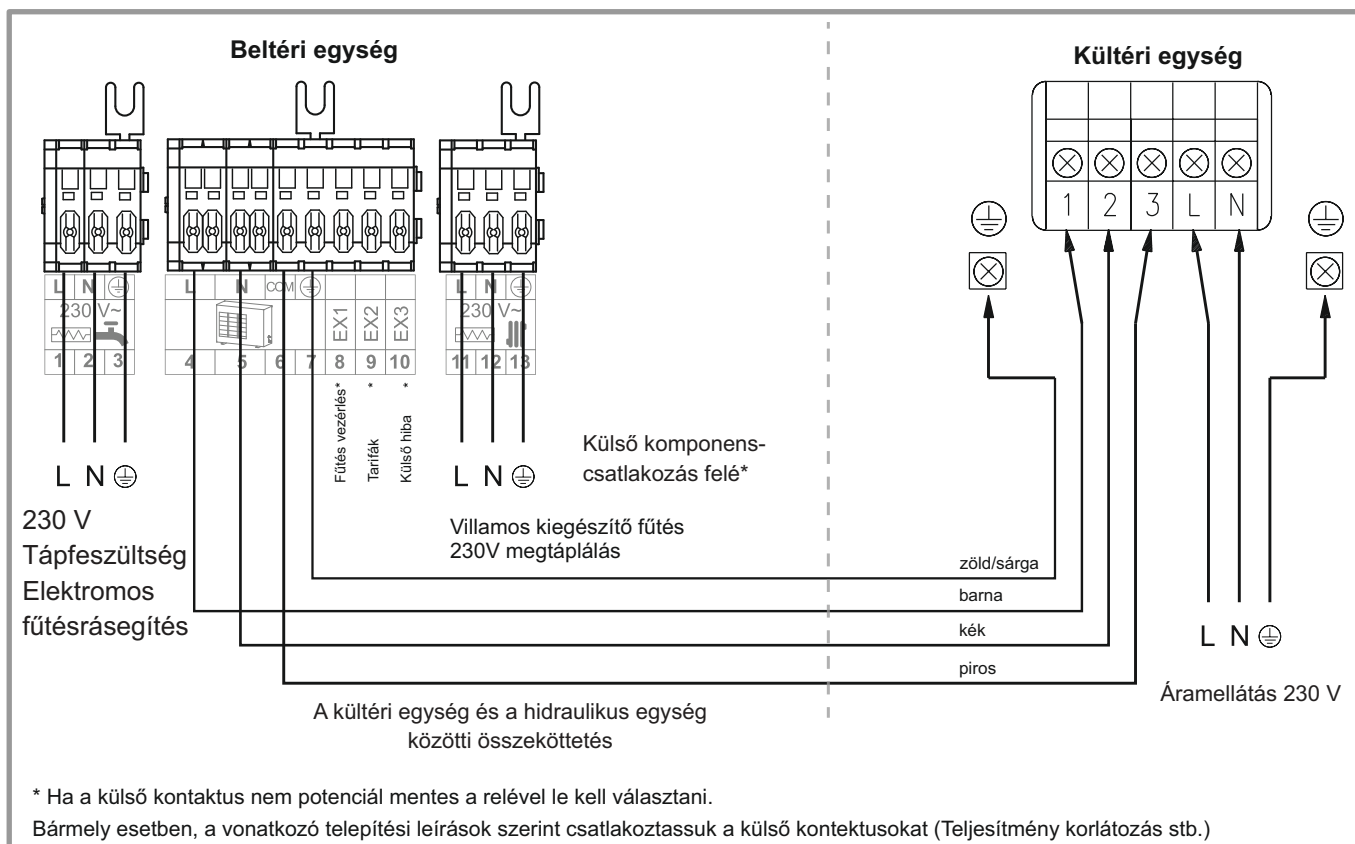 Beltéri egység
Kültéri egység
1 2 3 L N
L N
230 V~
1 2 3
L N COM
EX1
EX2
EX3
4 5 6 7 8 9 10
L N
230 V~
11 12 13
Fűtés vezérlés*
Tarifák *
Külső hiba *
L N
230 V
Tápfeszültség
Elektromos
fűtésrásegítés
L N
Külső komponens-
csatlakozás felé*
Villamos kiegészítő fűtés
230V megtáplálás
zöld/sárga
barna
kék
piros
L N
Áramellátás 230 V
A kültéri egység és a hidraulikus egység
közötti összeköttetés
* Ha a külső kontaktus nem potenciál mentes a relével le kell választani.
Bármely esetben, a vonatkozó telepítési leírások szerint csatlakoztassuk a külső kontektusokat (Teljesítmény korlátozás stb.)